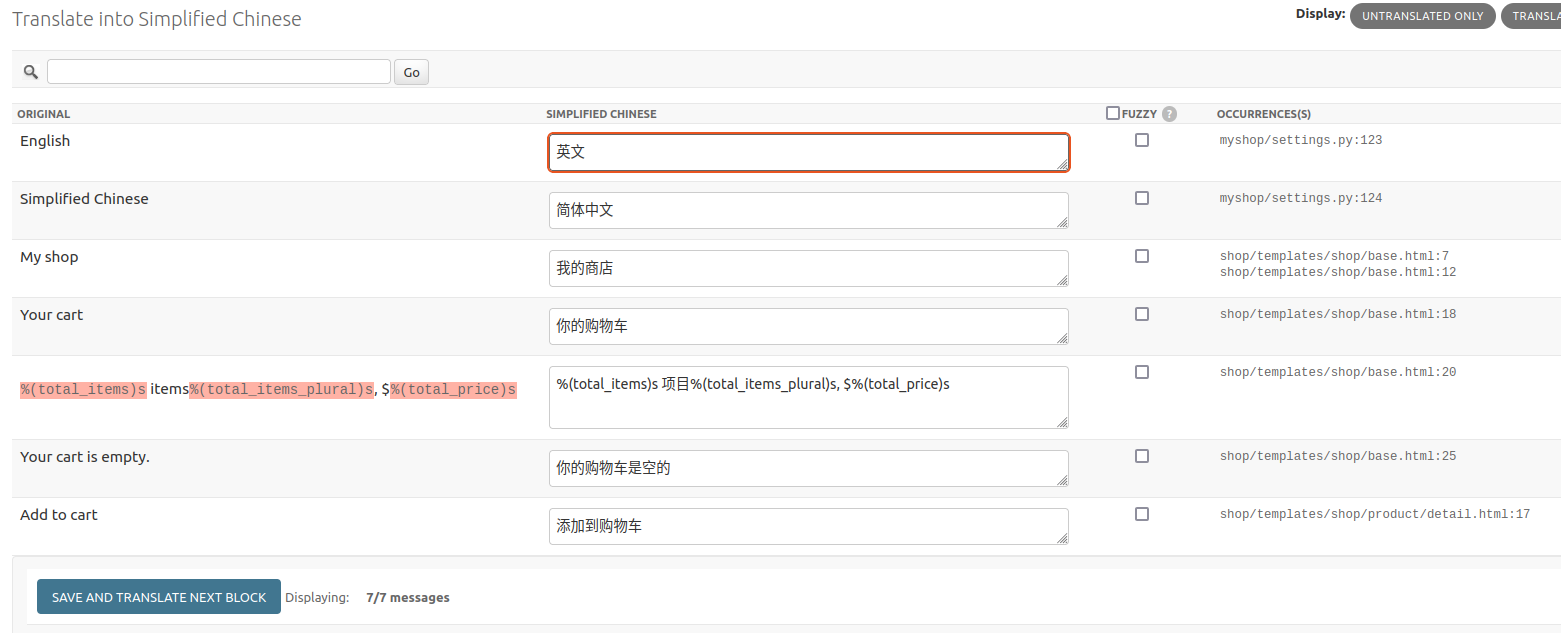 Translate into Simplified Chinese
Display: UNTRANSLATED ONLY
Go
ORIGINAL SIMPLIFIED CHINESE FUZZY ? OCCURRENCES(S)
English 英文 myshop/settings.py:123
Simplified Chinese 简体中文 myshop/settings.py:124
My shop 我的商店 shop/templates/shop/base.html:7
shop/templates/shop/base.html:12
Your cart 你的购物车 shop/templates/shop/base.html:18
%(total_items)s items%(total_items_plural)s, $%(total_price)s %(total_items)s 项目%(total_items_plural)s, $%(total_price)s shop/templates/shop/base.html:20
Your cart is empty. 你的购物车是空的 shop/templates/shop/base.html:25
Add to cart 添加到购物车 shop/templates/shop/product/detail.html:17
SAVE AND TRANSLATE NEXT BLOCK Displaying: 7/7 messages